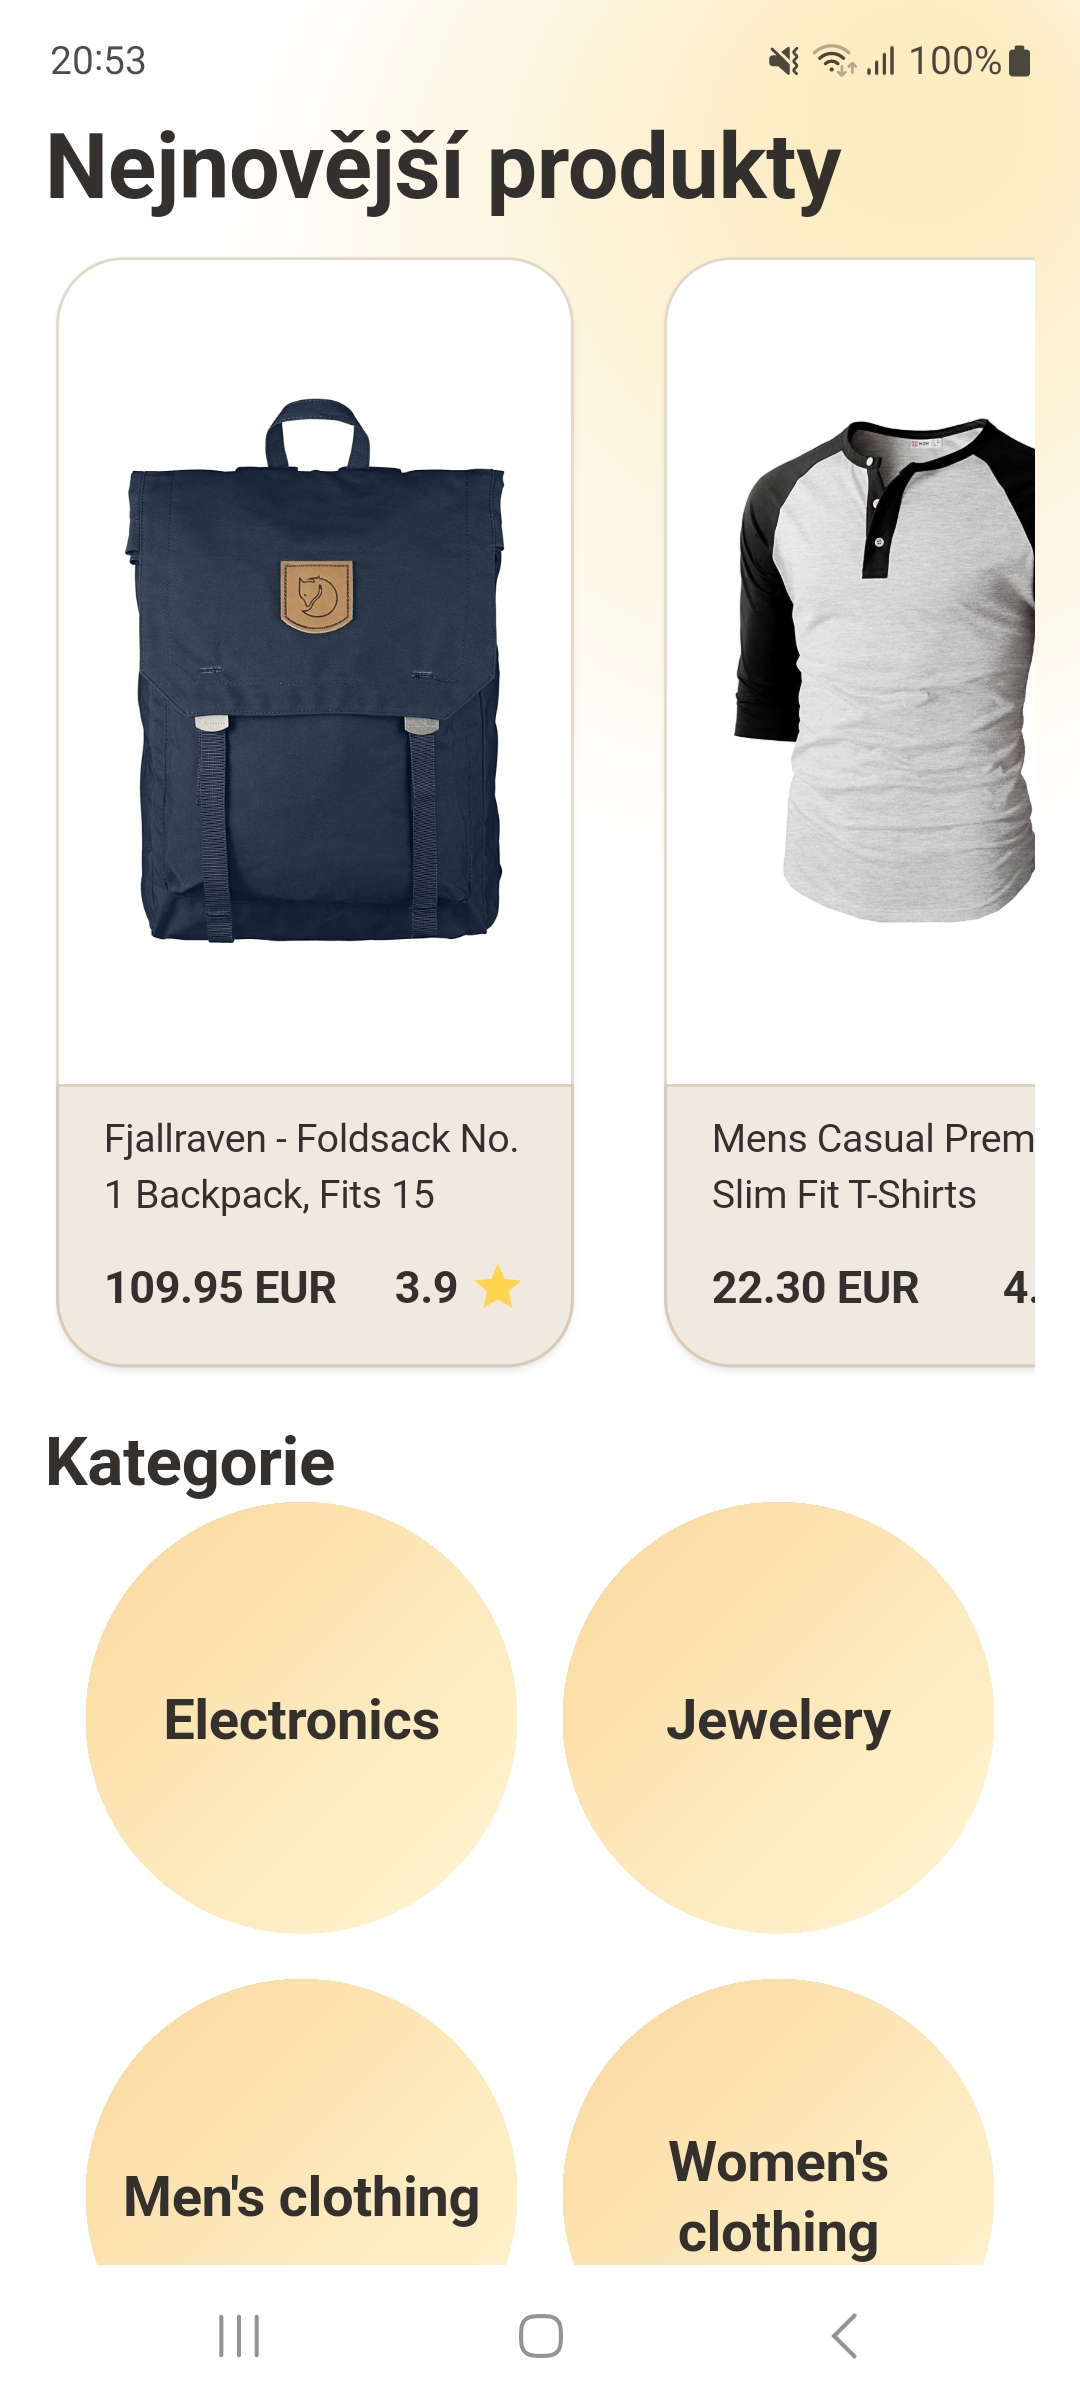 20:53
100%
Nejnovější produkty
Fjallraven - Foldsack No.
1 Backpack, Fits 15
109.95 EUR
3.9
Mens Casual Prem
Slim Fit T-Shirts
22.30 EUR
4.
Kategorie
Electronics
Jewelery
Men's clothing
Women's
clothing